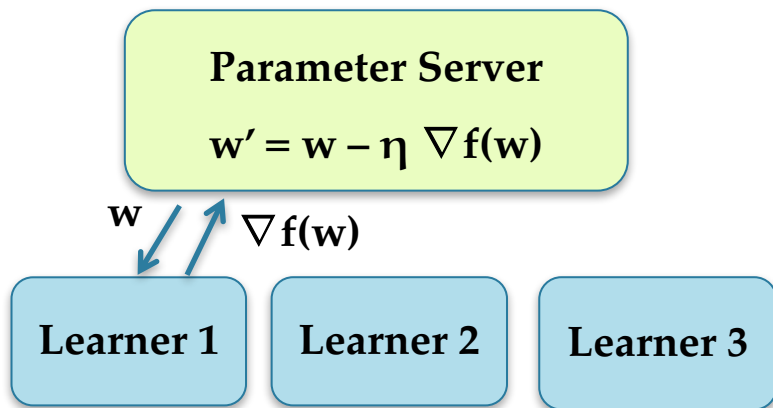 Parameter Server
w′ = w – η ∇f(w)
w
∇f(w)
Learner 1
Learner 2
Learner 3